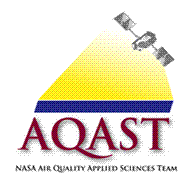 AQAST
NASA AIR QUALITY APPLIED SCIENCES TEAM